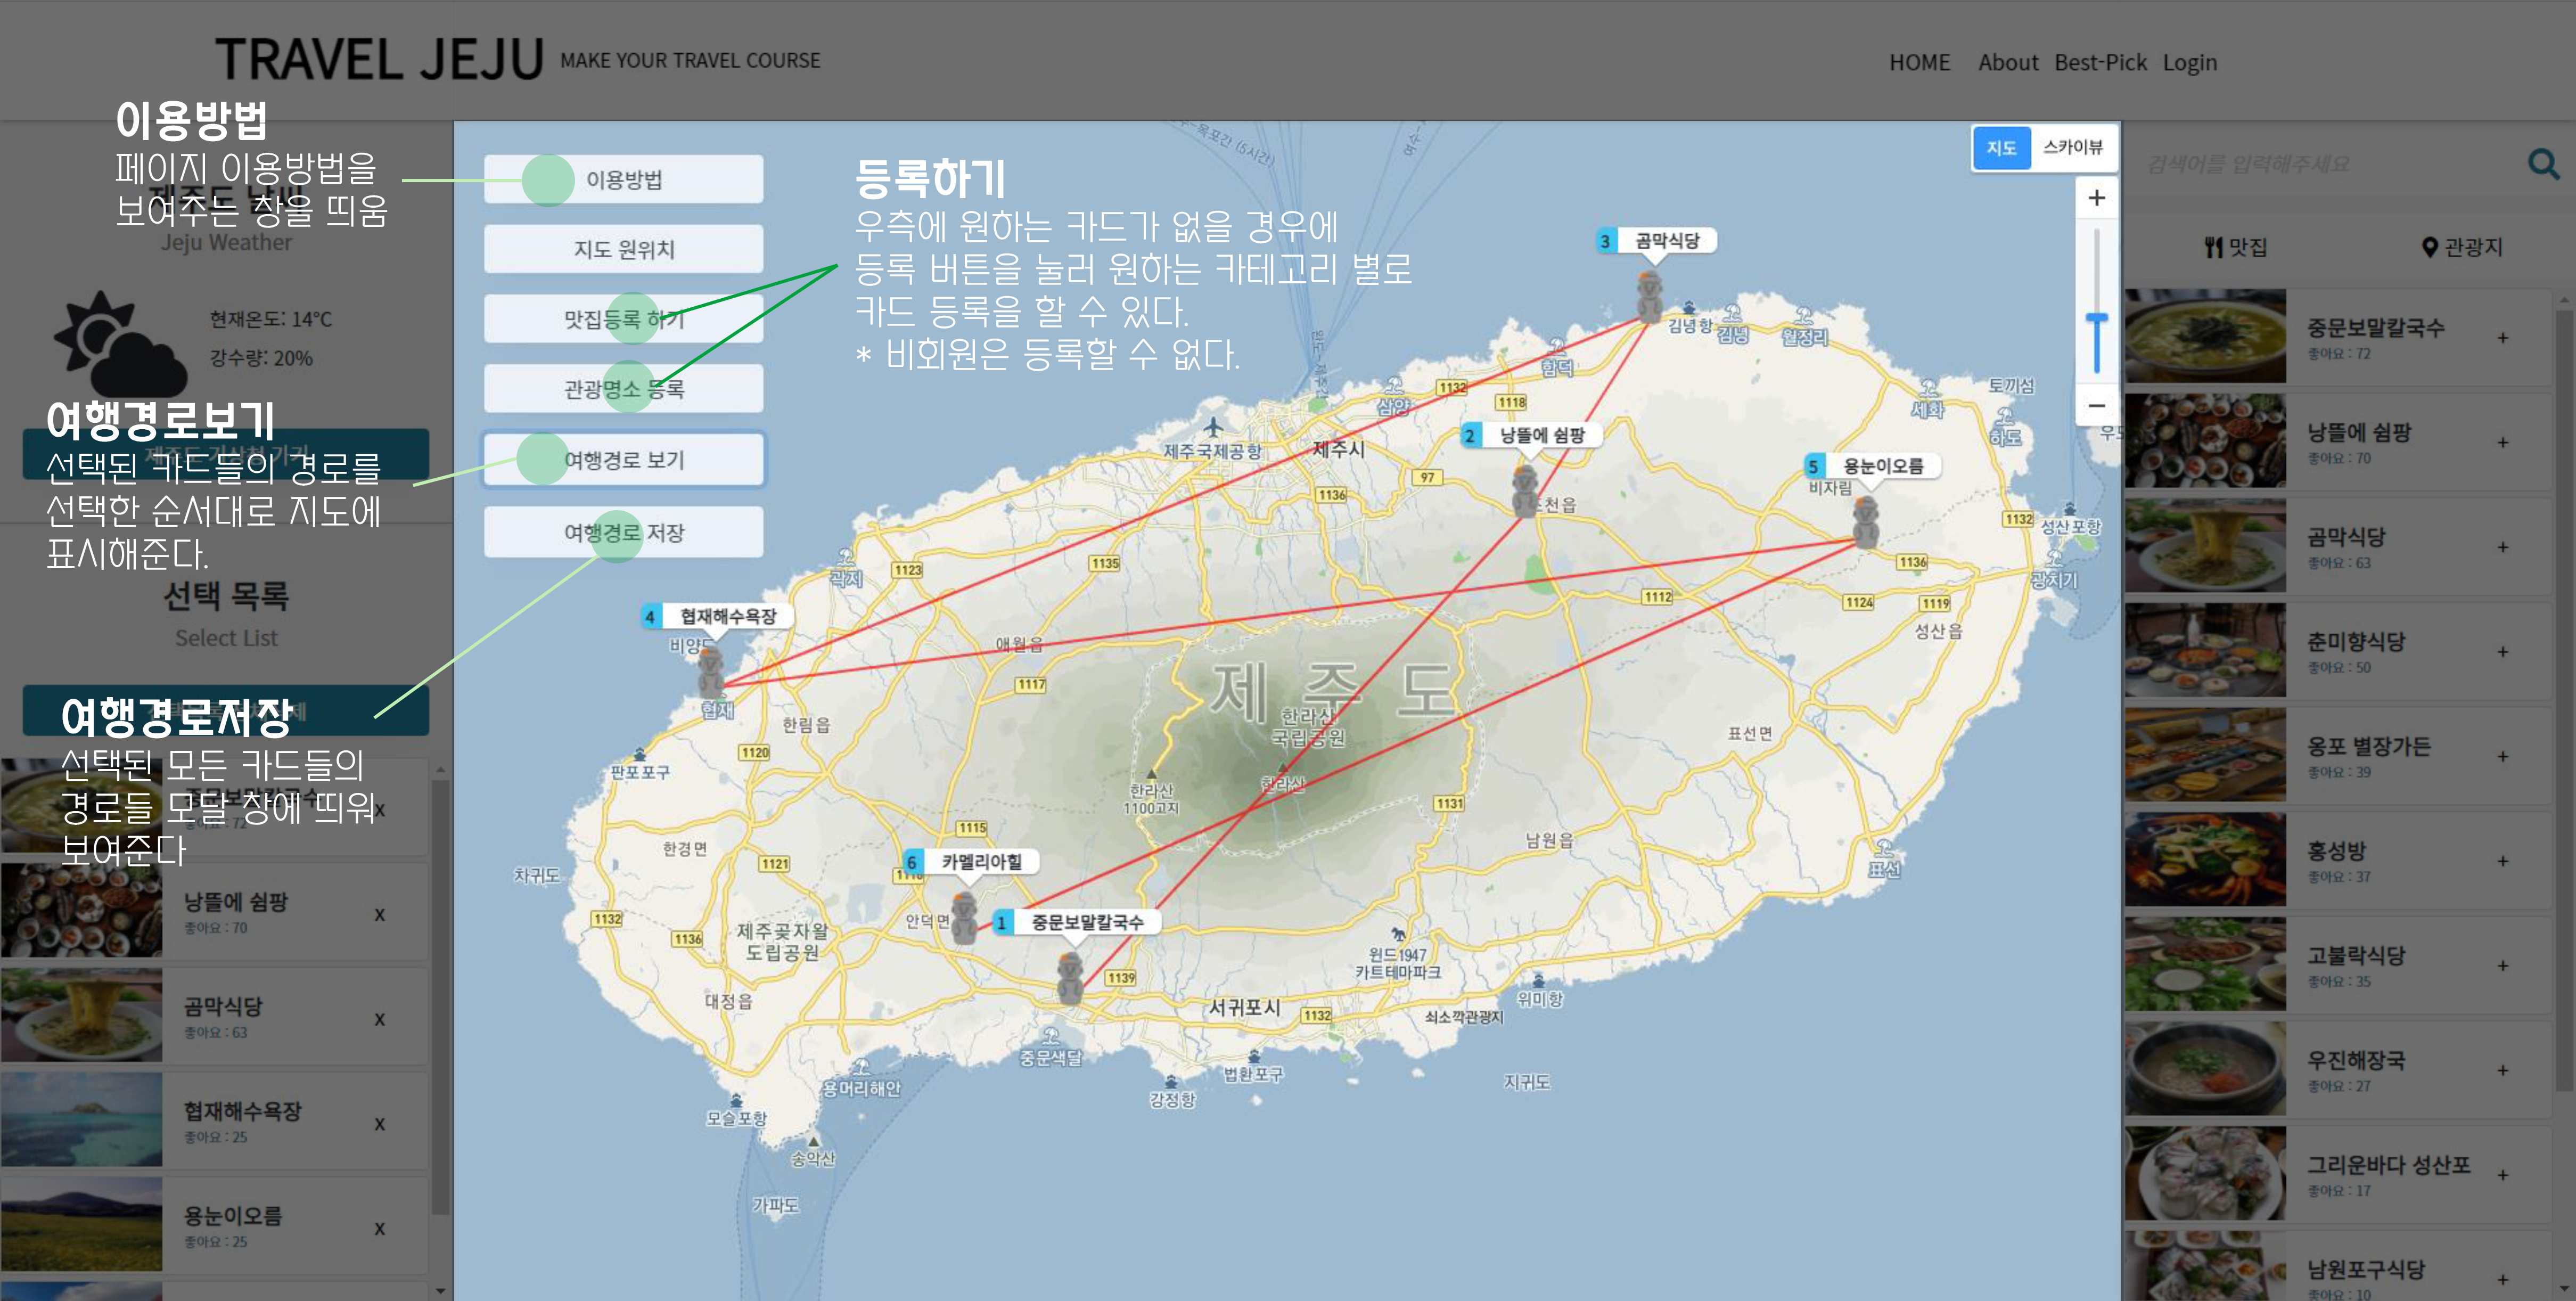 TRAVEL JEJU MAKE YOUR TRAVEL COURSE
HOME About Best-Pick Login
이용방법
페이지 이용방법을
보여주는 창을 띄움
제주도 날씨
Jeju Weather
현재온도: 14°C
강수량: 20%
여행경로보기
선택된 카드들의 경로를
선택한 순서대로 지도에
표시해준다.
선택 목록
Select List
여행경로저장
선택된 모든 카드들의
경로들 모달 창에 띄워
보여준다
중문보말칼국수
좋아요 : 72
X
낭뜰에 쉼팡
좋아요 : 70
X
곰막식당
좋아요 : 63
X
협재해수욕장
좋아요 : 25
X
용눈이오름
좋아요 : 25
X
이용방법
지도 원위치
맛집등록 하기
관광명소 등록
여행경로 보기
여행경로 저장
등록하기
우측에 원하는 카드가 없을 경우에
등록 버튼을 눌러 원하는 카테고리 별로
카드 등록을 할 수 있다.
* 비회원은 등록할 수 없다.
목포간 (5시간)
여수
지도 스카이뷰
+
−
3 곰막식당
김녕항
김녕
월정리
함덕
토끼섬
세화
하도
1132
삼양
1118
제주국제공항
제주시
2 낭뜰에 쉼팡
97
1136
천읍
5 용눈이오름
비자림
1132
성산포항
1136
광치기
1123
곽지
1135
1112
1124
1119
성산읍
4 협재해수욕장
비양도
애월읍
1117
협재
한림읍
제 주 도
한라산
국립공원
한라산
표선면
1120
판포포구
한라산
1100고지
1131
1115
남원읍
한경면
1121
6 카멜리아힐
차귀도
표선
1132
안덕면
1 중문보말칼국수
1136
제주곶자왈
도립공원
1139
윈드1947
카트테마파크
대정읍
서귀포시
1132
위미항
쇠소깍관광지
중문색달
법환포구
지귀도
용머리해안
강정항
모슬포항
송악산
가파도
검색어를 입력해주세요
맛집
관광지
중문보말칼국수
좋아요 : 72
+
낭뜰에 쉼팡
좋아요 : 70
+
곰막식당
좋아요 : 63
+
춘미향식당
좋아요 : 50
+
옹포 별장가든
좋아요 : 39
+
홍성방
좋아요 : 37
+
고불락식당
좋아요 : 35
+
우진해장국
좋아요 : 27
+
그리운바다 성산포
좋아요 : 17
+
남원포구식당
좋아요 : 10
+